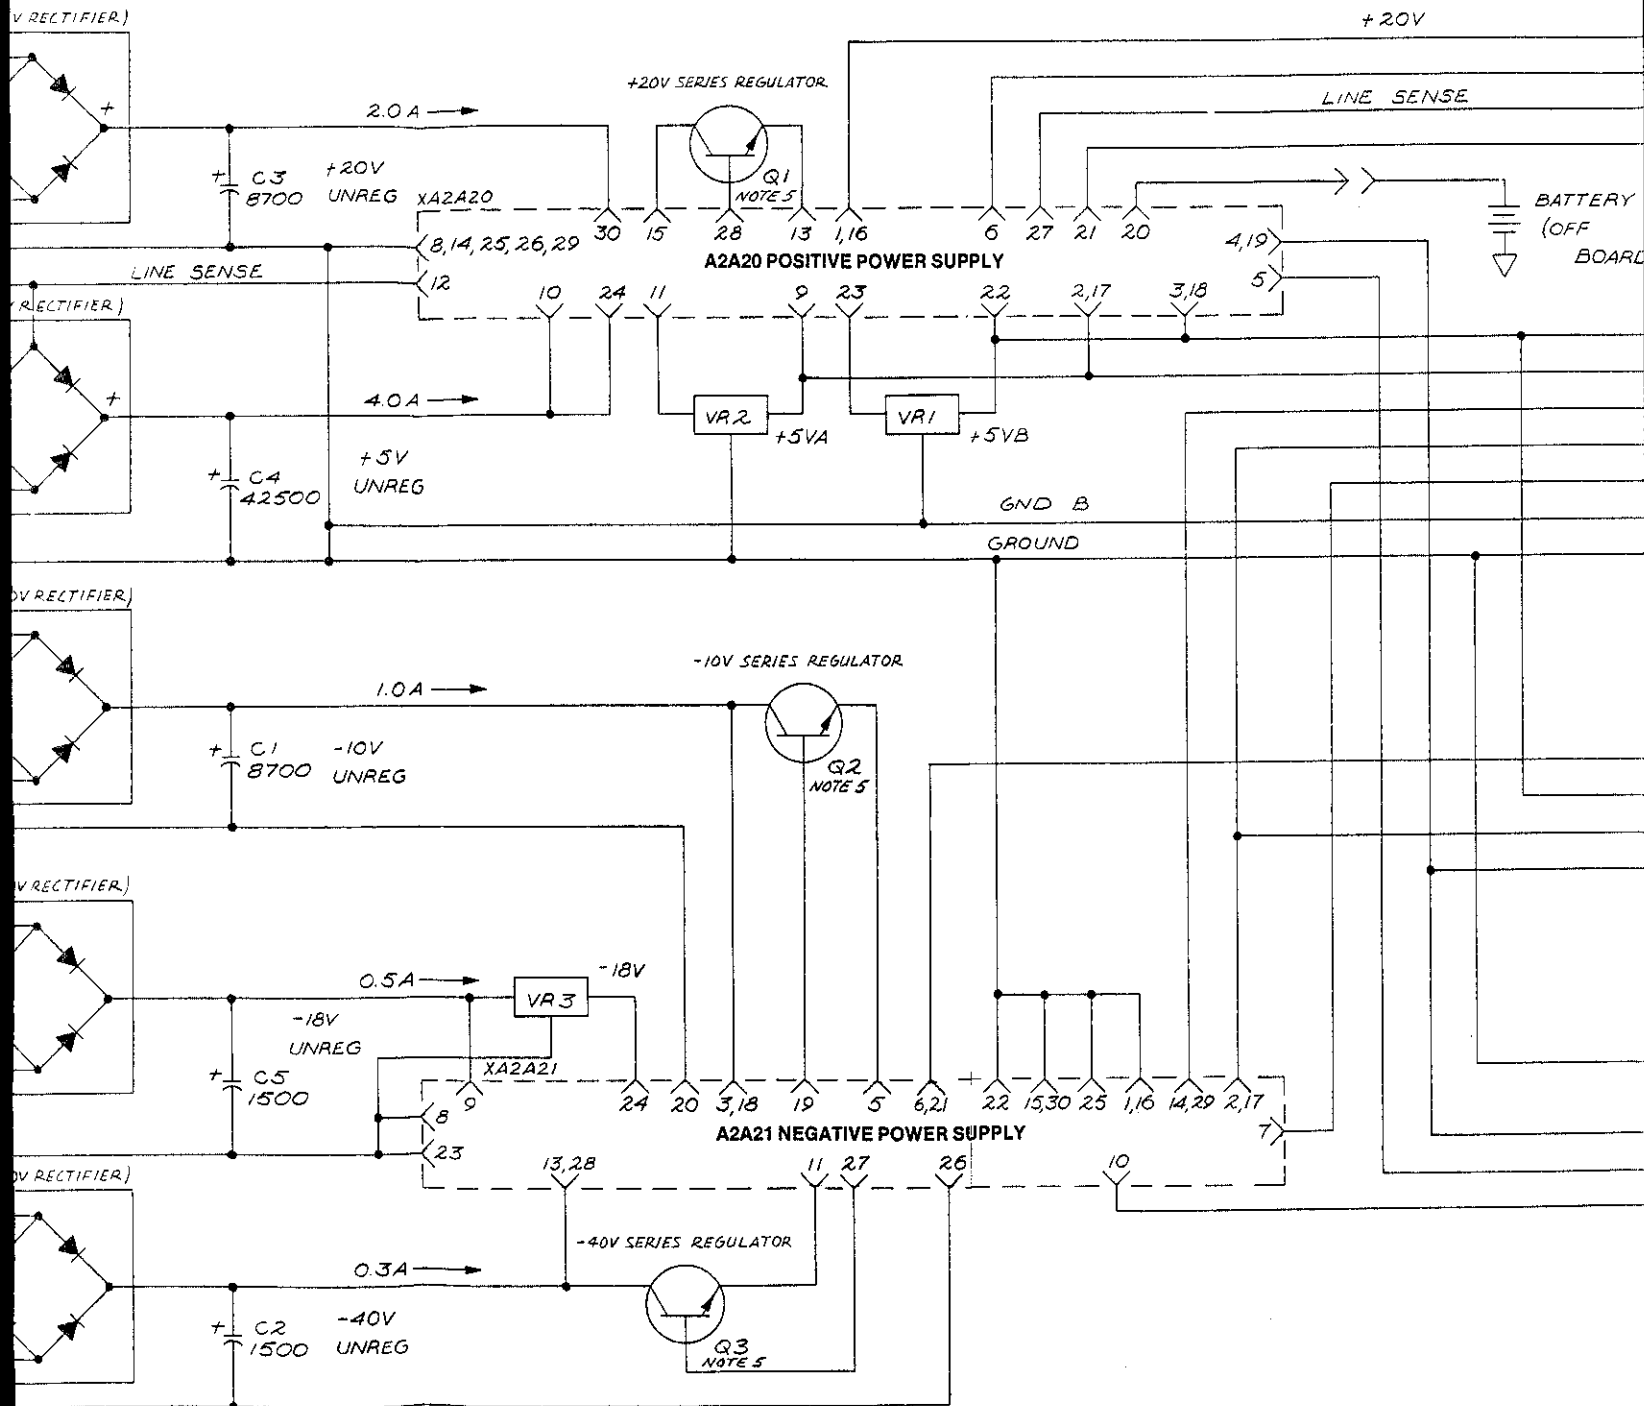 V RECTIFIER)
+20V
+20V SERIES REGULATOR
LINE SENSE
2.0A
+
+ C3
8700
+20V
UNREG
Q1
NOTE 5
XA2A20
BATTERY
(OFF
BOARD
30 15 28 13 1,16 6 27 21 20
8,14,25,26,29
4,19
A2A20 POSITIVE POWER SUPPLY
LINE SENSE
12
5
10 24 11 9 23 22 2,17 3,18
RECTIFIER)
+
4.0A
VR2
+5VA
VR1
+5VB
+5V
UNREG
+ C4
42500
GND B
GROUND
0V RECTIFIER)
-10V SERIES REGULATOR
1.0A
+ C1
8700
-10V
UNREG
Q2
NOTE 5
V RECTIFIER)
0.5A
VR3
-18V
-18V
UNREG
XA2A21
+ C5
1500
9 24 20 3,18 19 5 6,21 22 15,30 25 1,16 14,29 2,17
8
A2A21 NEGATIVE POWER SUPPLY
7
23
13,28 11 27 26 10
0V RECTIFIER)
-40V SERIES REGULATOR
0.3A
+ C2
1500
-40V
UNREG
Q3
NOTE 5